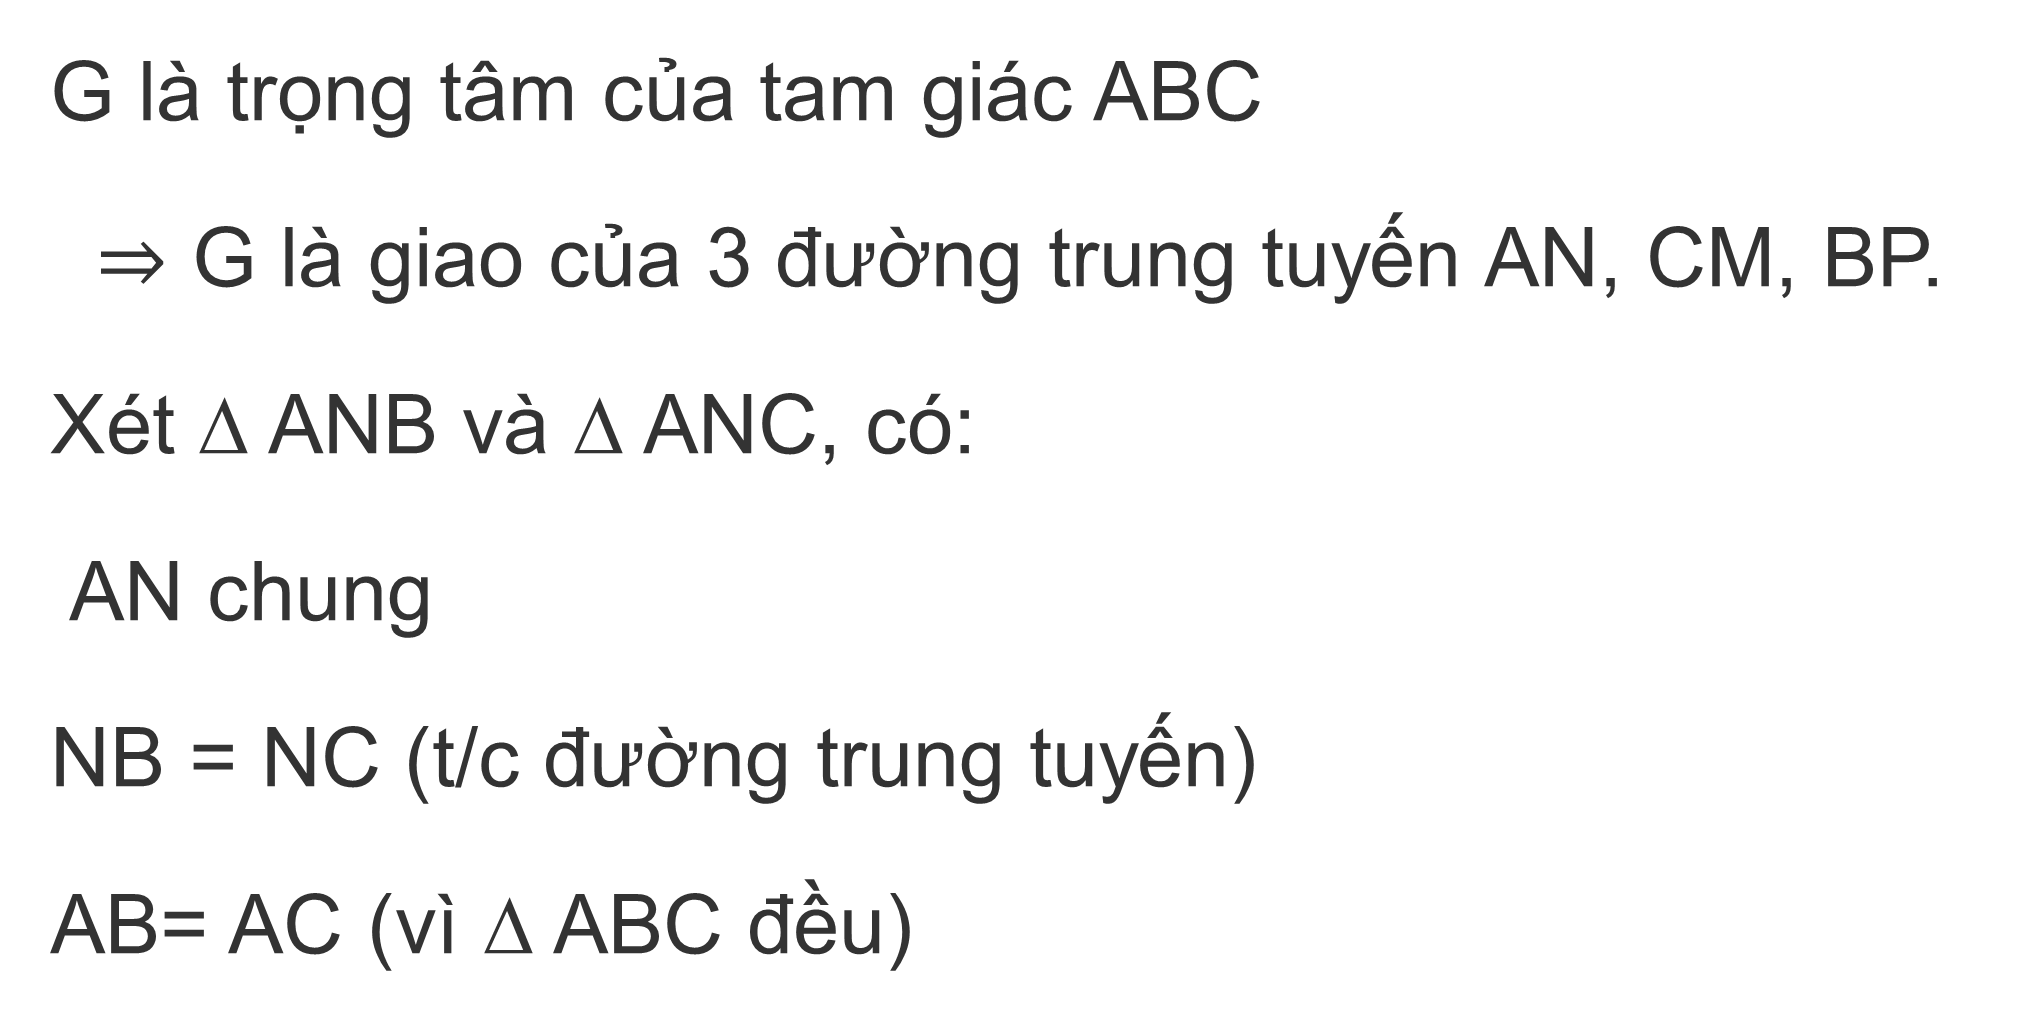 G là trọng tâm của tam giác ABC
⇒ G là giao của 3 đường trung tuyến AN, CM, BP.
Xét Δ ANB và Δ ANC, có:
AN chung
NB = NC (t/c đường trung tuyến)
AB= AC (vì Δ ABC đều)